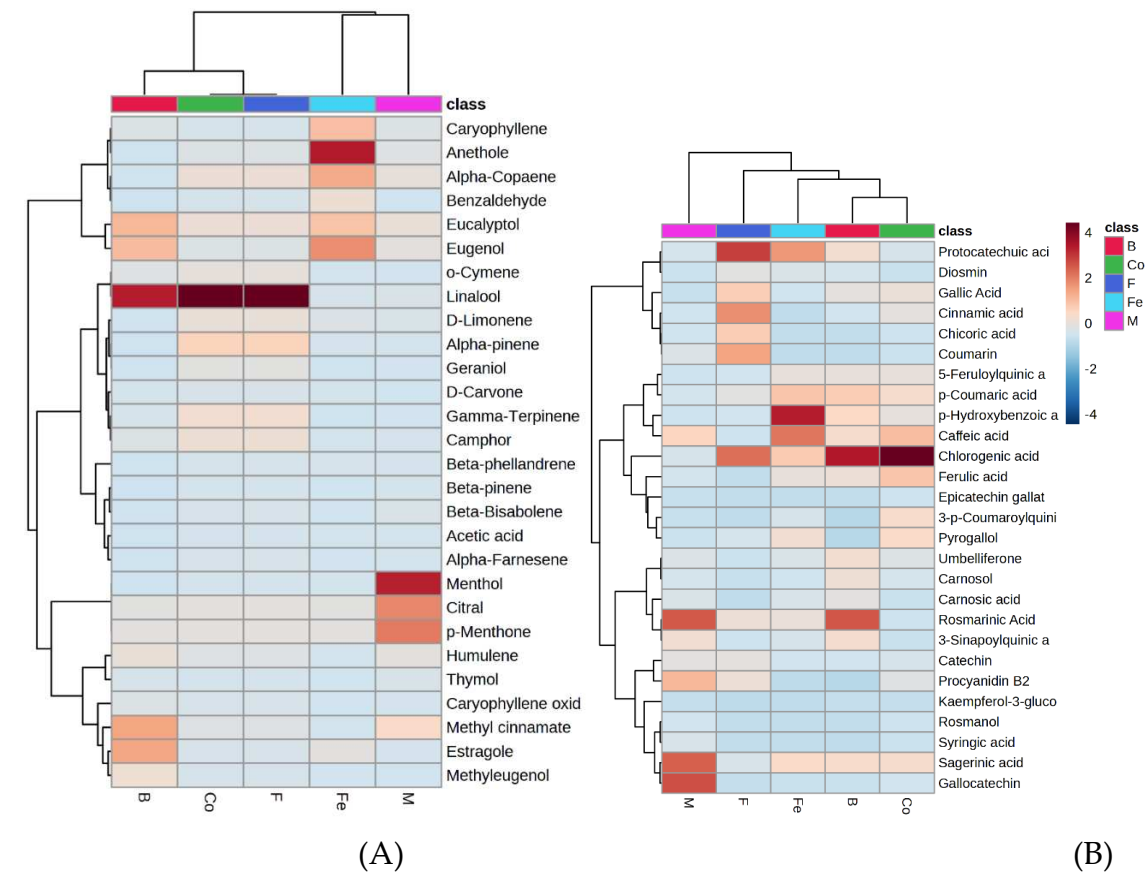 class
Caryophyllene
Anethole
Alpha-Copaene
Benzaldehyde
Eucalyptol
Eugenol
o-Cymene
Linalool
D-Limonene
Alpha-pinene
Geraniol
D-Carvone
Gamma-Terpinene
Camphor
Beta-phellandrene
Beta-pinene
Beta-Bisabolene
Acetic acid
Alpha-Farnesene
Menthol
Citral
p-Menthone
Humulene
Thymol
Caryophyllene oxid
Methyl cinnamate
Estragole
Methyleugenol
B
Co
F
Fe
M
(A)
class
Protocatechuic aci
Diosmin
Gallic Acid
Cinnamic acid
Chicoric acid
Coumarin
5-Feruloylquinic a
p-Coumaric acid
p-Hydroxybenzoic a
Caffeic acid
Chlorogenic acid
Ferulic acid
Epicatechin gallat
3-p-Coumaroylquini
Pyrogallol
Umbelliferone
Carnosol
Carnosic acid
Rosmarinic Acid
3-Sinapoylquinic a
Catechin
Procyanidin B2
Kaempferol-3-gluco
Rosmanol
Syringic acid
Sagerinic acid
Gallocatechin
M
F
Fe
B
Co
4
2
0
-2
-4
class
B
Co
F
Fe
M
(B)